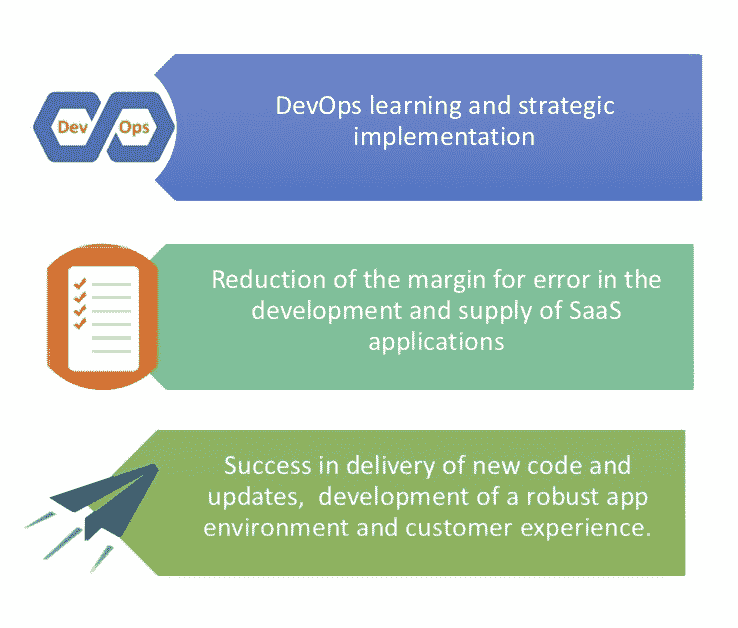 Dev Ops
DevOps learning and strategic
implementation
Reduction of the margin for error in the
development and supply of SaaS
applications
Success in delivery of new code and
updates,  development of a robust app
environment and customer experience.